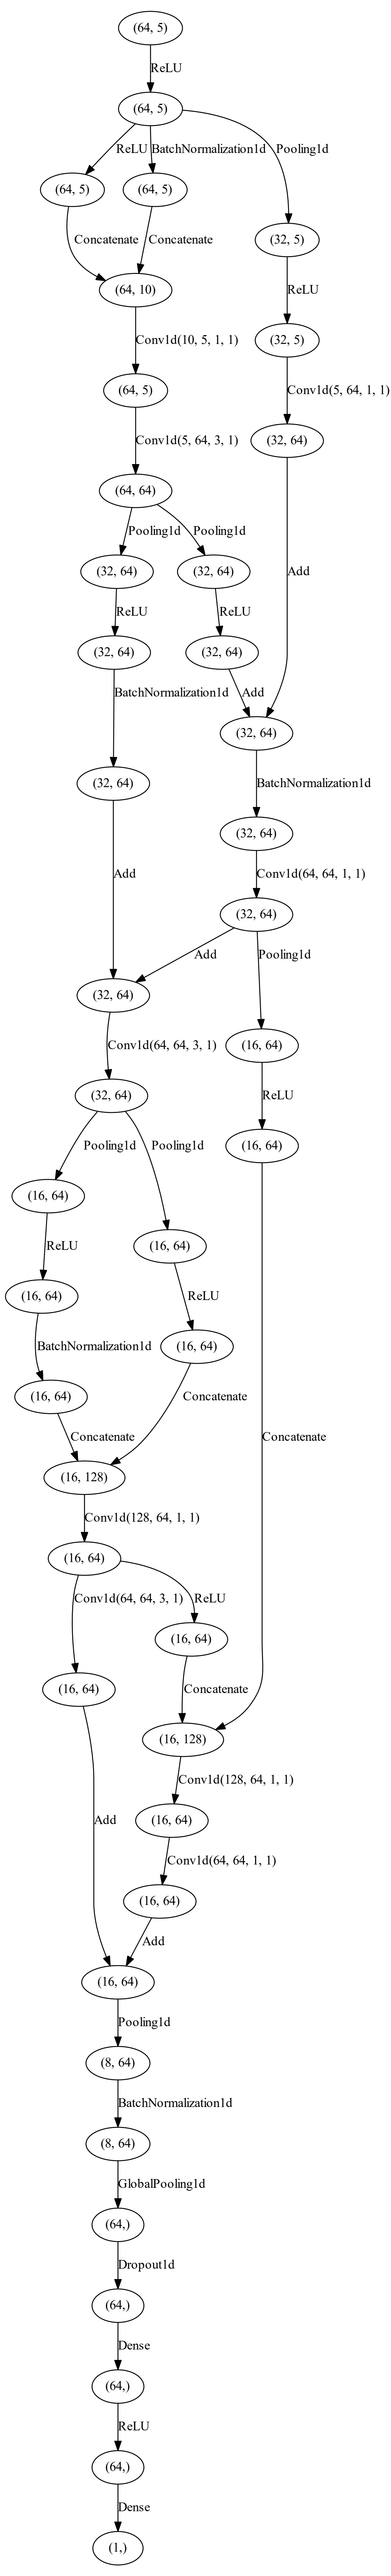 (64, 5)
ReLU
(64, 5)
ReLU BatchNormalization1d Pooling1d
(64, 5) (64, 5)
(32, 5)
Concatenate Concatenate
(64, 10)
ReLU
Conv1d(10, 5, 1, 1)
(32, 5)
(64, 5)
Conv1d(5, 64, 1, 1)
Conv1d(5, 64, 3, 1)
(32, 64)
(64, 64)
Pooling1d Pooling1d
(32, 64) (32, 64)
Add
ReLU ReLU
(32, 64) (32, 64)
BatchNormalization1d Add
(32, 64)
(32, 64)
BatchNormalization1d
(32, 64)
Add
Conv1d(64, 64, 1, 1)
(32, 64)
Add Pooling1d
(32, 64)
Conv1d(64, 64, 3, 1)
(16, 64)
(32, 64)
ReLU
Pooling1d Pooling1d
(16, 64)
(16, 64)
(16, 64)
ReLU
(16, 64)
ReLU
BatchNormalization1d
(16, 64)
(16, 64)
Concatenate
Concatenate Concatenate
(16, 128)
Conv1d(128, 64, 1, 1)
(16, 64)
Conv1d(64, 64, 3, 1) ReLU
(16, 64)
(16, 64)
Concatenate
(16, 128)
Conv1d(128, 64, 1, 1)
Add
(16, 64)
Conv1d(64, 64, 1, 1)
(16, 64)
Add
(16, 64)
Pooling1d
(8, 64)
BatchNormalization1d
(8, 64)
GlobalPooling1d
(64,)
Dropout1d
(64,)
Dense
(64,)
ReLU
(64,)
Dense
(1,)